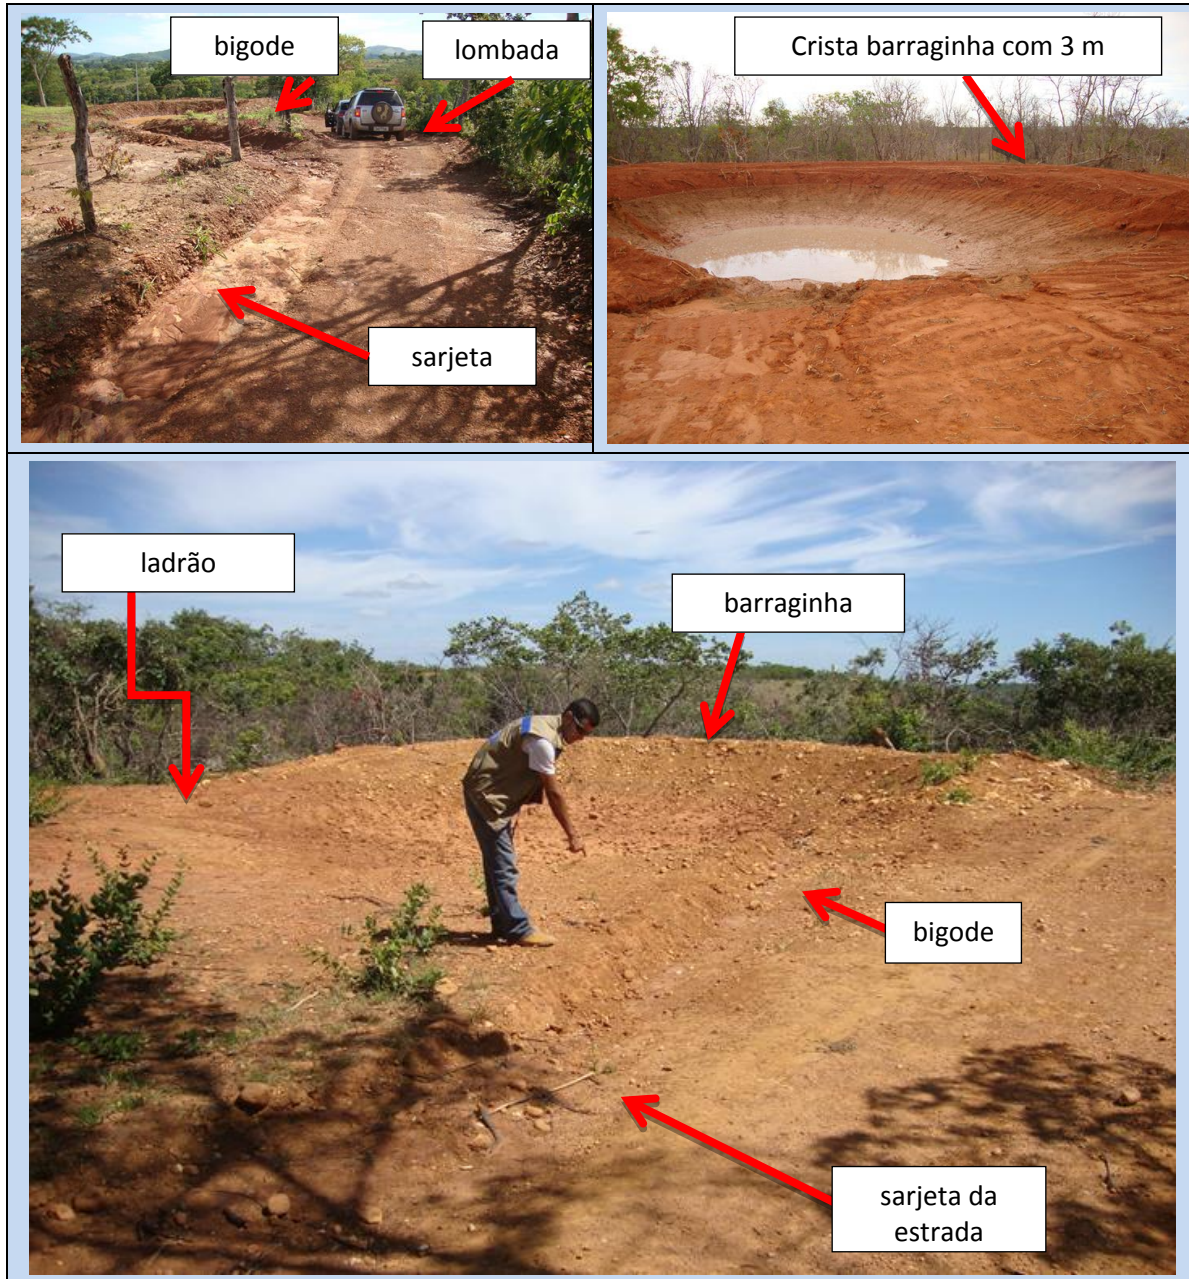 bigode
lombada
sarjeta
Crista barraginha com 3 m
ladrão
barraginha
bigode
sarjeta da
estrada